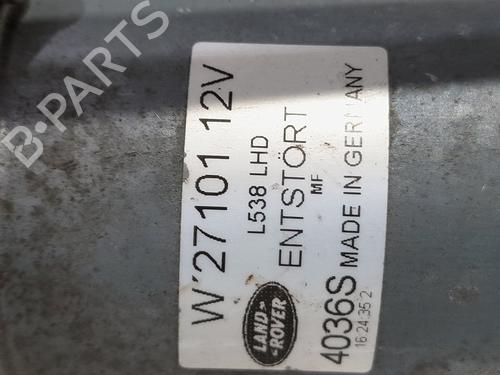 W´27101 12V
L538 LHD
ENTSTÖRT
MF
4036S MADE IN GERMANY
16:24:35 2
LAND-
-ROVER
B-PARTS